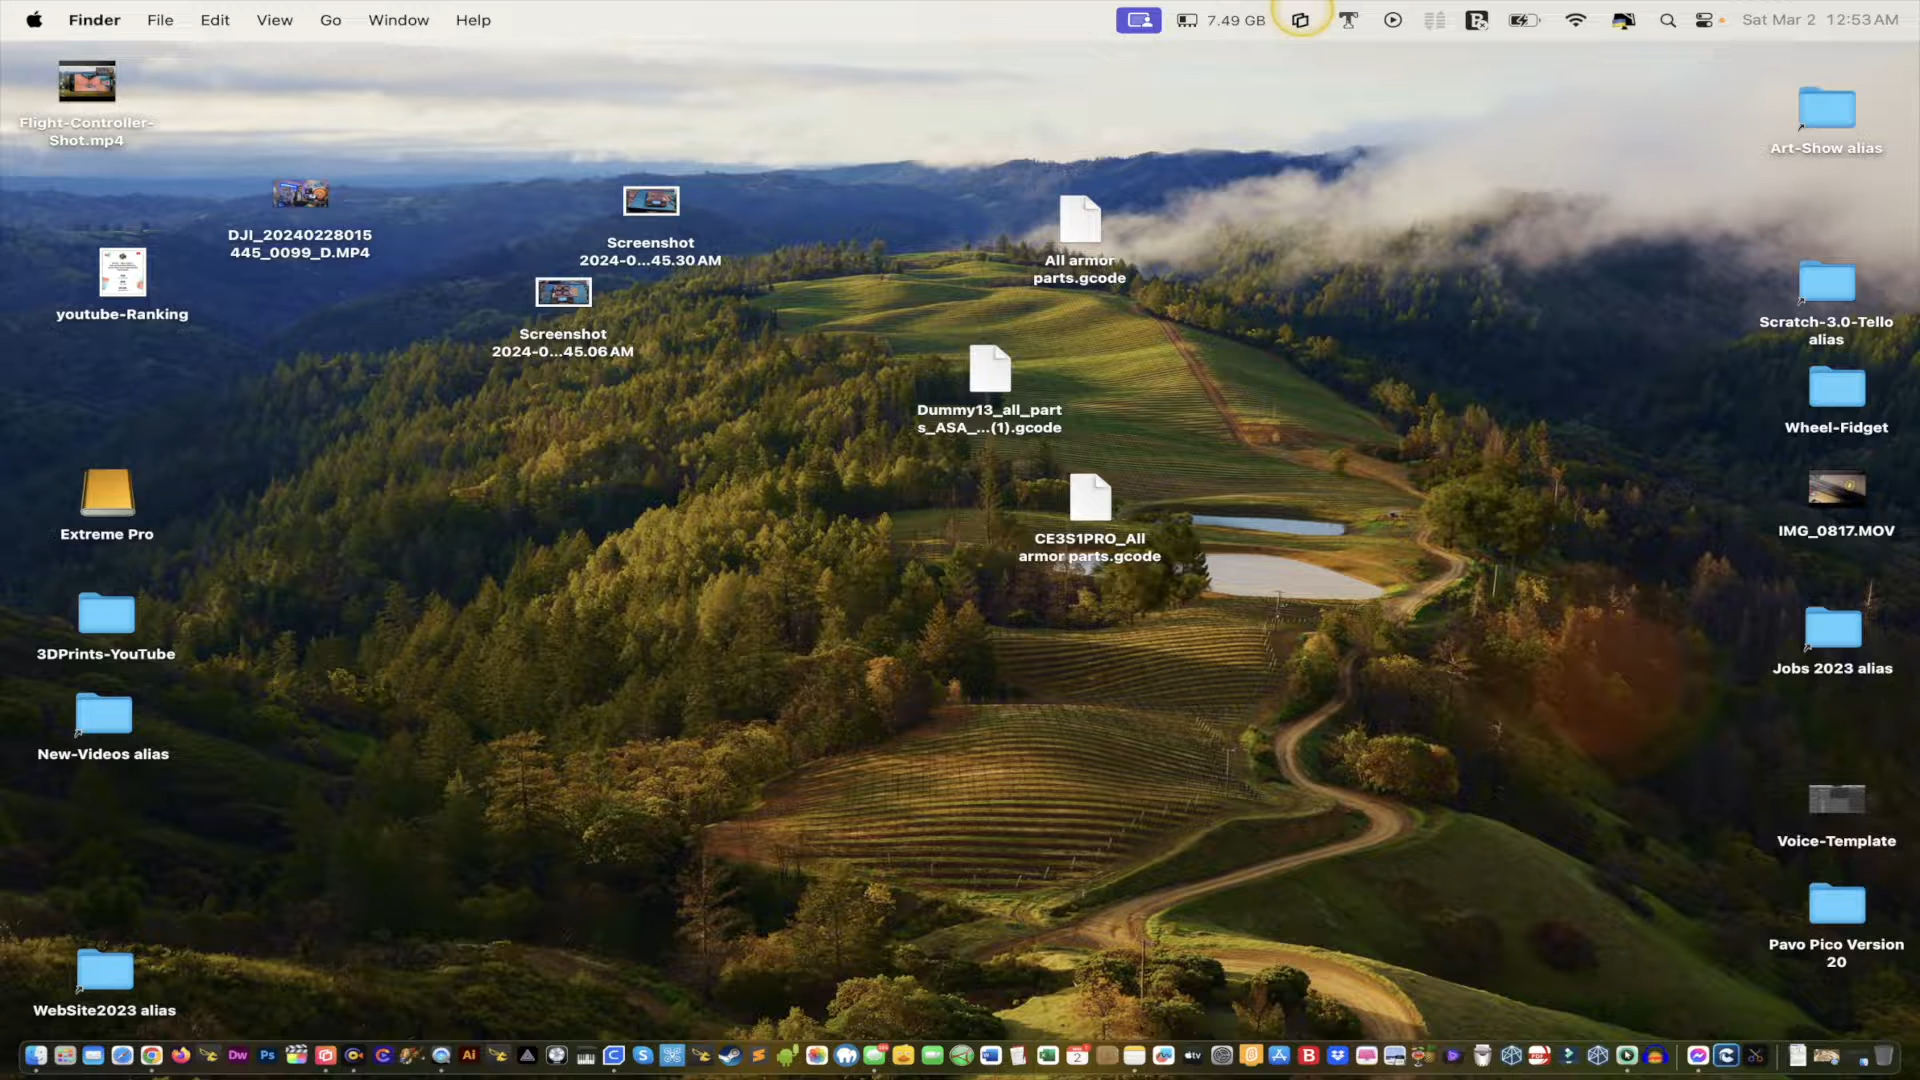 Finder File Edit View Go Window Help 7.49 GB Sat Mar 2 12:53 AM
Flight-Controller-
Shot.mp4
Art-Show alias
DJI_20240228015
445_0099_D.MP4
Screenshot
2024-0...45.30 AM
All armor
parts.gcode
youtube-Ranking
Screenshot
2024-0...45.06 AM
Scratch-3.0-Tello
alias
Dummy13_all_part
s_ASA_...(1).gcode
Wheel-Fidget
Extreme Pro
CE3S1PRO_All
armor parts.gcode
IMG_0817.MOV
3DPrints-YouTube
Jobs 2023 alias
New-Videos alias
Voice-Template
Pavo Pico Version
20
WebSite2023 alias
Dw Ps Ai